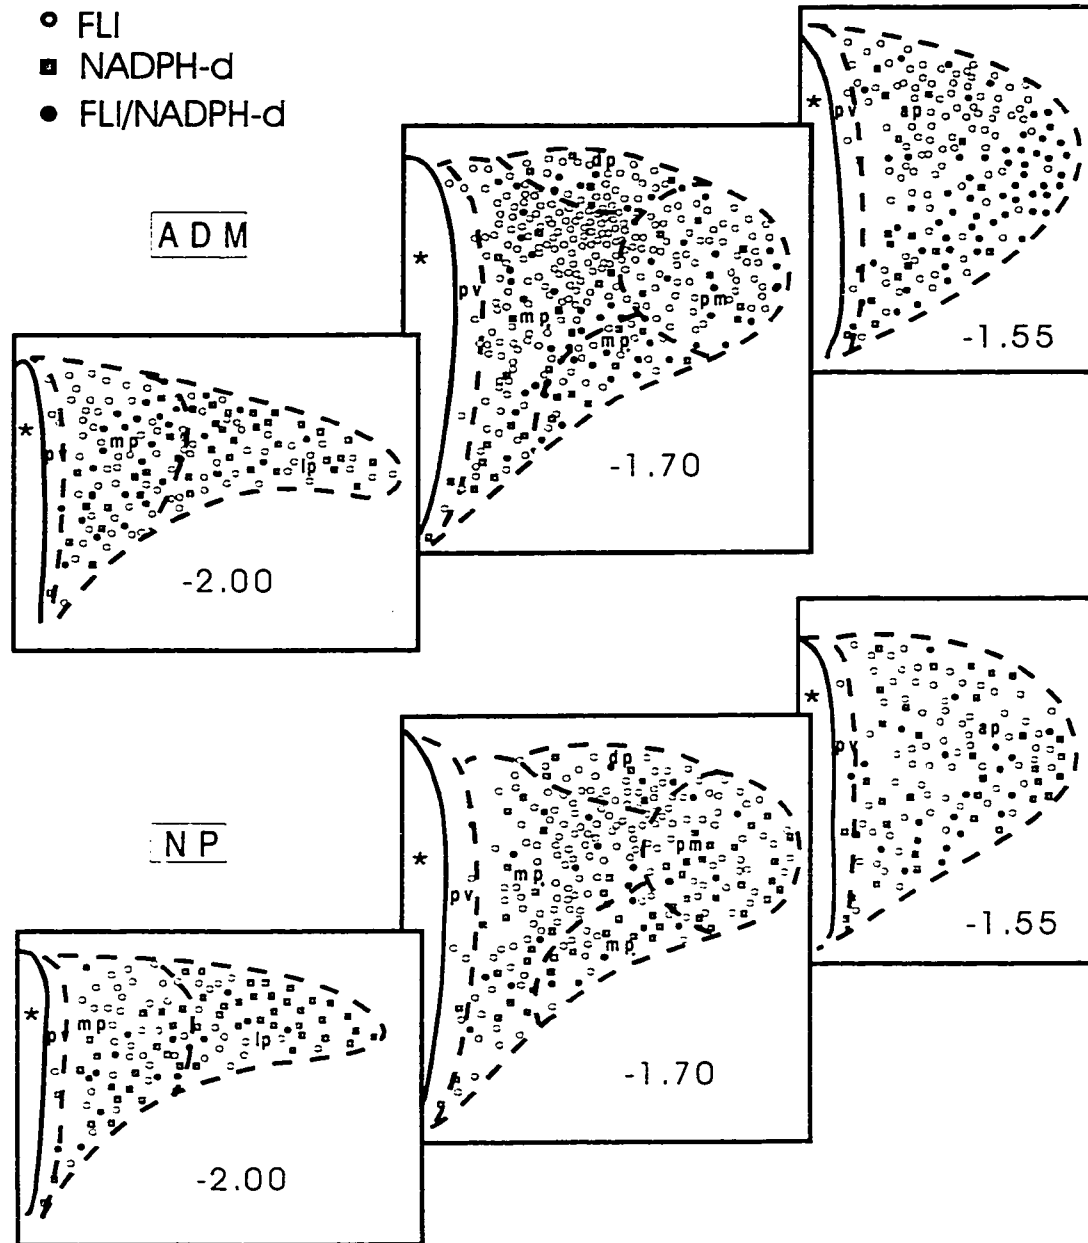 FLI
NADPH-d
FLI/NADPH-d
ADM
* pv ap
-1.55
* pv dp
mp pm
mp
-1.70
* p
mp lp
-2.00
NP
* pv ap
-1.55
* pv dp
mp pm
mp
-1.70
* p
mp lp
-2.00